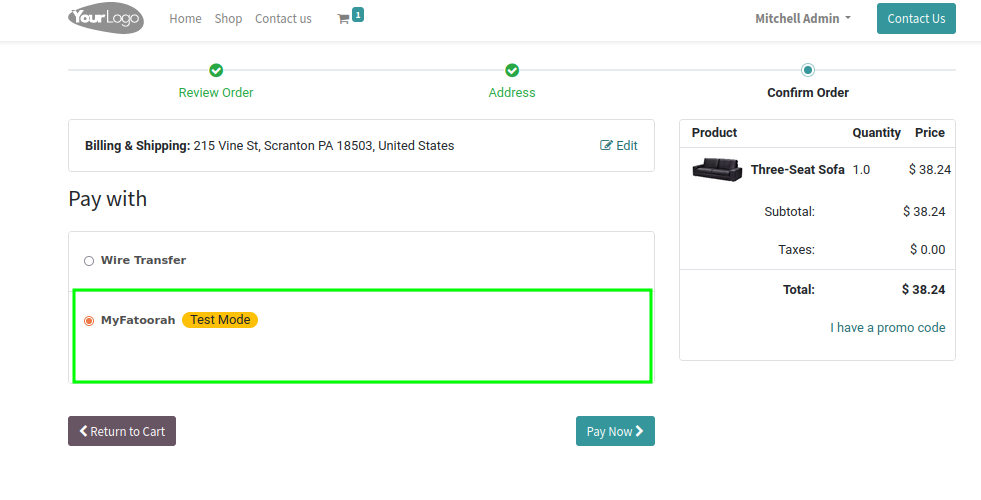 YourLogo Home Shop Contact us 1 Mitchell Admin Contact Us
Review Order Address Confirm Order
Billing & Shipping: 215 Vine St, Scranton PA 18503, United States Edit
Pay with
Wire Transfer
MyFatoorah Test Mode
Return to Cart Pay Now
Product Quantity Price
Three-Seat Sofa 1.0 $ 38.24
Subtotal: $ 38.24
Taxes: $ 0.00
Total: $ 38.24
I have a promo code